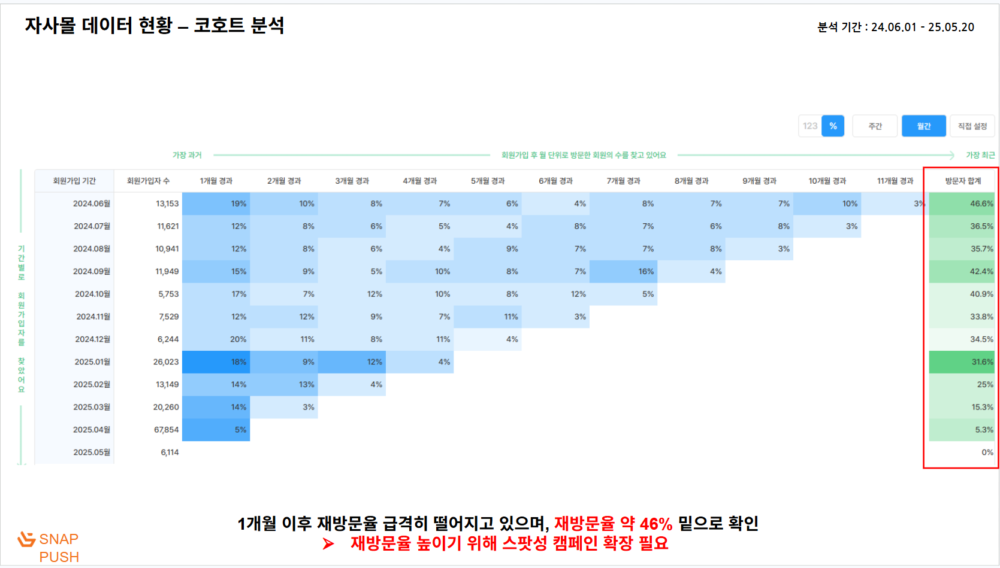 자사몰 데이터 현황 – 코호트 분석
분석 기간 : 24.06.01 - 25.05.20
123 % 주간 월간 직접 설정
가장 과거 회원가입 후 월 단위로 방문한 회원의 수를 찾고 있어요 가장 최근
기간별로 회원가입자를 찾았어요
회원가입 기간 회원가입자 수 1개월 경과 2개월 경과 3개월 경과 4개월 경과 5개월 경과 6개월 경과 7개월 경과 8개월 경과 9개월 경과 10개월 경과 11개월 경과 방문자 합계
2024.06월 13,153 19% 10% 8% 7% 6% 4% 8% 7% 7% 10% 3% 46.6%
2024.07월 11,621 12% 8% 6% 5% 4% 8% 7% 6% 8% 3% 36.5%
2024.08월 10,941 12% 8% 6% 4% 9% 7% 7% 8% 3% 35.7%
2024.09월 11,949 15% 9% 5% 10% 8% 7% 16% 4% 42.4%
2024.10월 5,753 17% 7% 12% 10% 8% 12% 5% 40.9%
2024.11월 7,529 12% 12% 9% 7% 11% 3% 33.8%
2024.12월 6,244 20% 11% 8% 11% 4% 34.5%
2025.01월 26,023 18% 9% 12% 4% 31.6%
2025.02월 13,149 14% 13% 4% 25%
2025.03월 20,260 14% 3% 15.3%
2025.04월 67,854 5% 5.3%
2025.05월 6,114 0%
1개월 이후 재방문율 급격히 떨어지고 있으며, 재방문율 약 46% 밑으로 확인
➢ 재방문율 높이기 위해 스팟성 캠페인 확장 필요
SNAP
PUSH